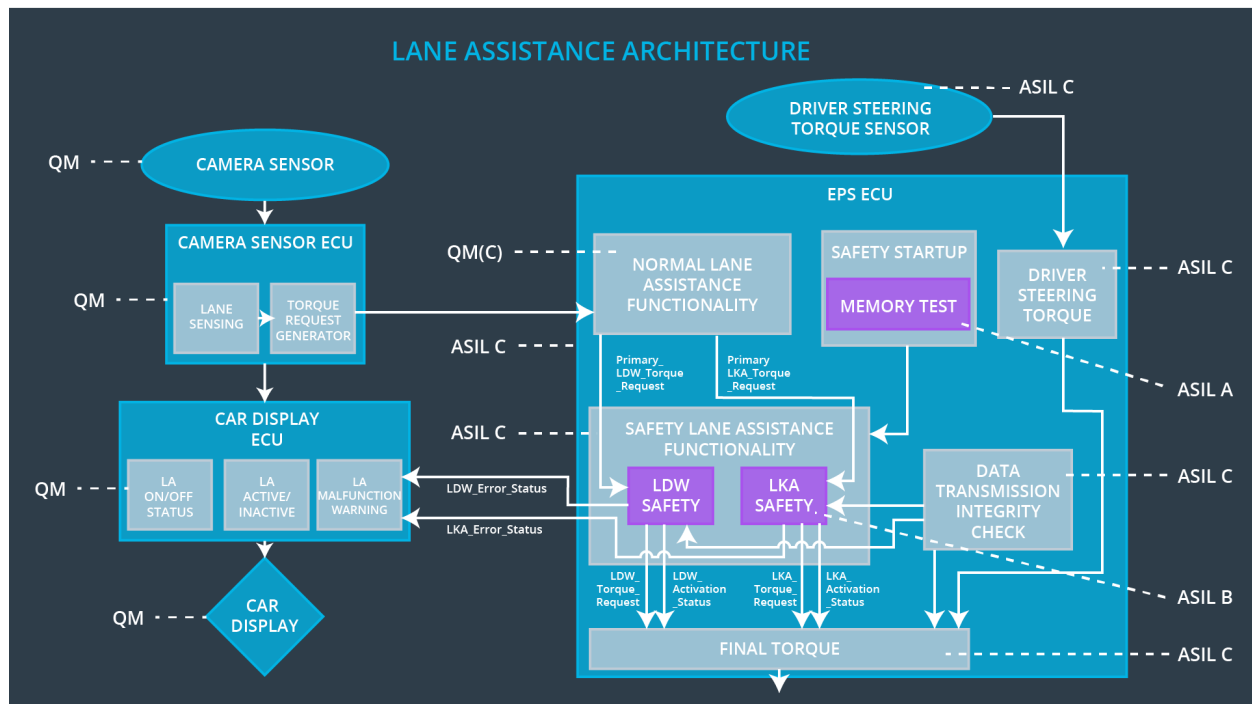 LANE ASSISTANCE ARCHITECTURE
ASIL C
DRIVER STEERING
TORQUE SENSOR
QM
CAMERA SENSOR
EPS ECU
CAMERA SENSOR ECU
QM(C)
NORMAL LANE
ASSISTANCE
FUNCTIONALITY
SAFETY STARTUP
MEMORY TEST
DRIVER
STEERING
TORQUE
ASIL C
QM
LANE
SENSING
TORQUE
REQUEST
GENERATOR
ASIL C
Primary_
LDW_Torque
_Request
Primary
LKA_Torque
_Request
ASIL A
CAR DISPLAY
ECU
ASIL C
SAFETY LANE ASSISTANCE
FUNCTIONALITY
QM
LA
ON/OFF
STATUS
LA
ACTIVE/
INACTIVE
LA
MALFUNCTION
WARNING
LDW_Error_Status
LKA_Error_Status
LDW
SAFETY
LKA
SAFETY
DATA
TRANSMISSION
INTEGRITY
CHECK
ASIL C
LDW_
Torque_
Request
LDW_
Activation
_Status
LKA_
Torque_
Request
LKA_
Activation
_Status
ASIL B
QM
CAR
DISPLAY
FINAL TORQUE
ASIL C